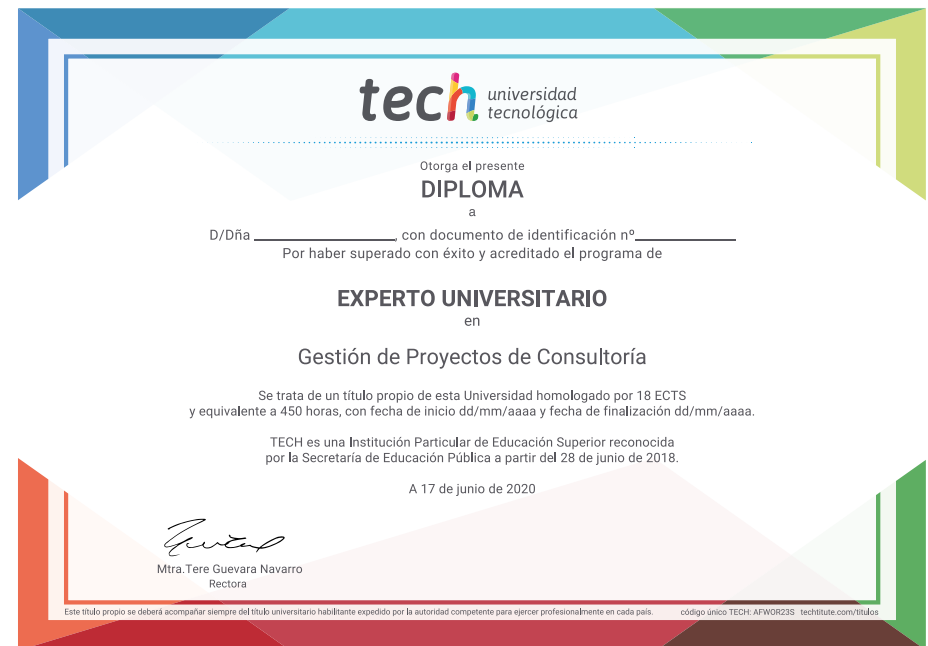 tech universidad
tecnológica
Otorga el presente
DIPLOMA
a
D/Dña ____________________, con documento de identificación nº______________
Por haber superado con éxito y acreditado el programa de
EXPERTO UNIVERSITARIO
en
Gestión de Proyectos de Consultoría
Se trata de un título propio de esta Universidad homologado por 18 ECTS
y equivalente a 450 horas, con fecha de inicio dd/mm/aaaa y fecha de finalización dd/mm/aaaa.
TECH es una Institución Particular de Educación Superior reconocida
por la Secretaría de Educación Pública a partir del 28 de junio de 2018.
A 17 de junio de 2020
Mtra.Tere Guevara Navarro
Rectora
Este título propio se deberá acompañar siempre del título universitario habilitante expedido por la autoridad competente para ejercer profesionalmente en cada país. código único TECH: AFWOR23S techtitute.com/titulos